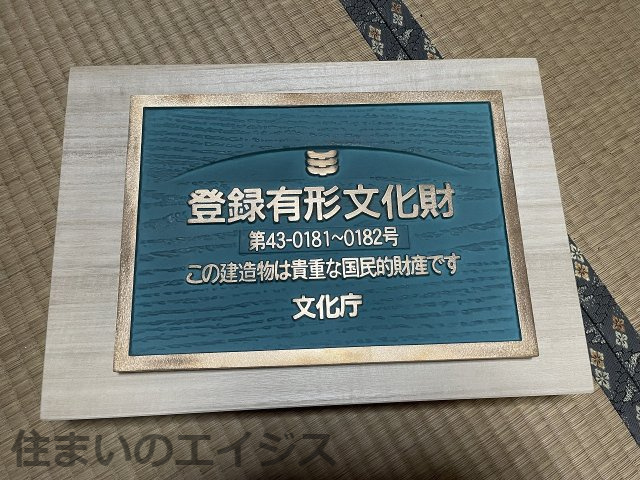 登録有形文化財
第43-0181~0182号
この建造物は貴重な国民的財産です
文化庁
住まいのエイジス